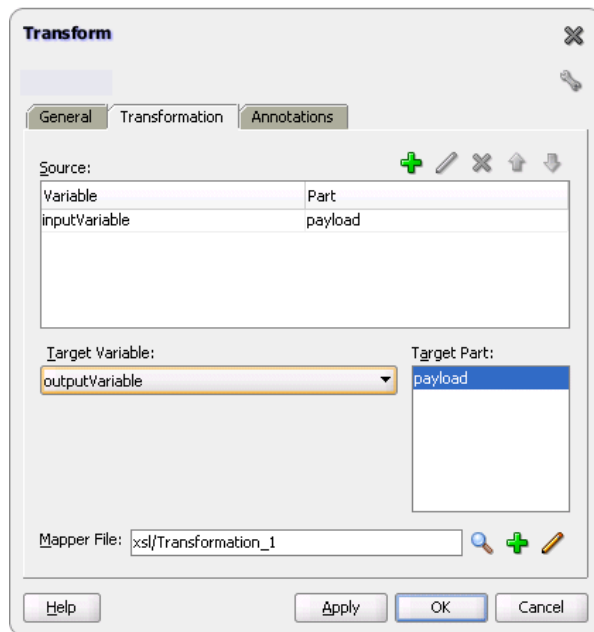 Transform
General Transformation Annotations
Source:
Variable Part
inputVariable payload
Target Variable: Target Part:
outputVariable payload
Mapper File: xsl/Transformation_1
Help Apply OK Cancel